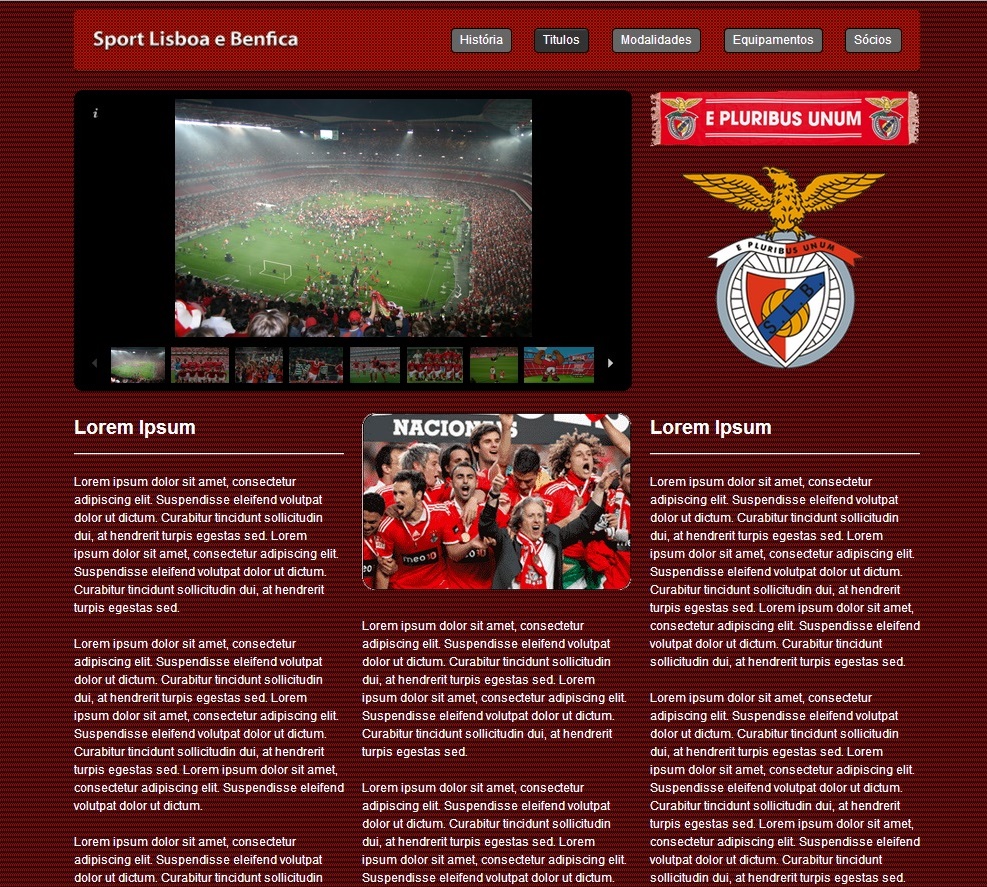 Sport Lisboa e Benfica
História Titulos Modalidades Equipamentos Sócios
i
E PLURIBUS UNUM
E PLURIBUS UNUM
S.L.B.
Lorem Ipsum
Lorem ipsum dolor sit amet, consectetur
adipiscing elit. Suspendisse eleifend volutpat
dolor ut dictum. Curabitur tincidunt sollicitudin
dui, at hendrerit turpis egestas sed. Lorem
ipsum dolor sit amet, consectetur adipiscing elit.
Suspendisse eleifend volutpat dolor ut dictum.
Curabitur tincidunt sollicitudin dui, at hendrerit
turpis egestas sed.
Lorem ipsum dolor sit amet, consectetur
adipiscing elit. Suspendisse eleifend volutpat
dolor ut dictum. Curabitur tincidunt sollicitudin
dui, at hendrerit turpis egestas sed. Lorem
ipsum dolor sit amet, consectetur adipiscing elit.
Suspendisse eleifend volutpat dolor ut dictum.
Curabitur tincidunt sollicitudin dui, at hendrerit
turpis egestas sed. Lorem ipsum dolor sit amet,
consectetur adipiscing elit. Suspendisse eleifend
volutpat dolor ut dictum.
Lorem ipsum dolor sit amet, consectetur
adipiscing elit. Suspendisse eleifend volutpat
dolor ut dictum. Curabitur tincidunt sollicitudin
NACION
meo10
meo10
Lorem ipsum dolor sit amet, consectetur
adipiscing elit. Suspendisse eleifend volutpat
dolor ut dictum. Curabitur tincidunt sollicitudin
dui, at hendrerit turpis egestas sed. Lorem
ipsum dolor sit amet, consectetur adipiscing elit.
Suspendisse eleifend volutpat dolor ut dictum.
Curabitur tincidunt sollicitudin dui, at hendrerit
turpis egestas sed.
Lorem ipsum dolor sit amet, consectetur
adipiscing elit. Suspendisse eleifend volutpat
dolor ut dictum. Curabitur tincidunt sollicitudin
dui, at hendrerit turpis egestas sed. Lorem
ipsum dolor sit amet, consectetur adipiscing elit.
Suspendisse eleifend volutpat dolor ut dictum.
Lorem Ipsum
Lorem ipsum dolor sit amet, consectetur
adipiscing elit. Suspendisse eleifend volutpat
dolor ut dictum. Curabitur tincidunt sollicitudin
dui, at hendrerit turpis egestas sed. Lorem
ipsum dolor sit amet, consectetur adipiscing elit.
Suspendisse eleifend volutpat dolor ut dictum.
Curabitur tincidunt sollicitudin dui, at hendrerit
turpis egestas sed. Lorem ipsum dolor sit amet,
consectetur adipiscing elit. Suspendisse eleifend
volutpat dolor ut dictum. Curabitur tincidunt
sollicitudin dui, at hendrerit turpis egestas sed.
Lorem ipsum dolor sit amet, consectetur
adipiscing elit. Suspendisse eleifend volutpat
dolor ut dictum. Curabitur tincidunt sollicitudin
dui, at hendrerit turpis egestas sed. Lorem
ipsum dolor sit amet, consectetur adipiscing elit.
Suspendisse eleifend volutpat dolor ut dictum.
Curabitur tincidunt sollicitudin dui, at hendrerit
turpis egestas sed. Lorem ipsum dolor sit amet,
consectetur adipiscing elit. Suspendisse eleifend
volutpat dolor ut dictum. Curabitur tincidunt
sollicitudin dui, at hendrerit turpis egestas sed.